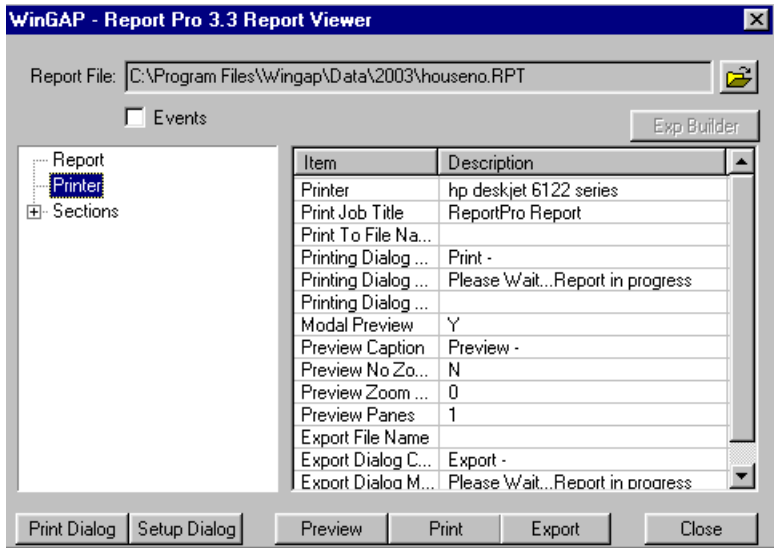 WinGAP - Report Pro 3.3 Report Viewer
Report File: C:\Program Files\Wingap\Data\2003\houseno.RPT
Events
Exp Builder
Report
Printer
Sections
Item Description
Printer hp deskjet 6122 series
Print Job Title ReportPro Report
Print To File Na...
Printing Dialog ... Print -
Printing Dialog ... Please Wait...Report in progress
Printing Dialog ...
Modal Preview Y
Preview Caption Preview -
Preview No Zo... N
Preview Zoom ... 0
Preview Panes 1
Export File Name
Export Dialog C... Export -
Export Dialog M... Please Wait...Report in progress
Print Dialog Setup Dialog Preview Print Export Close